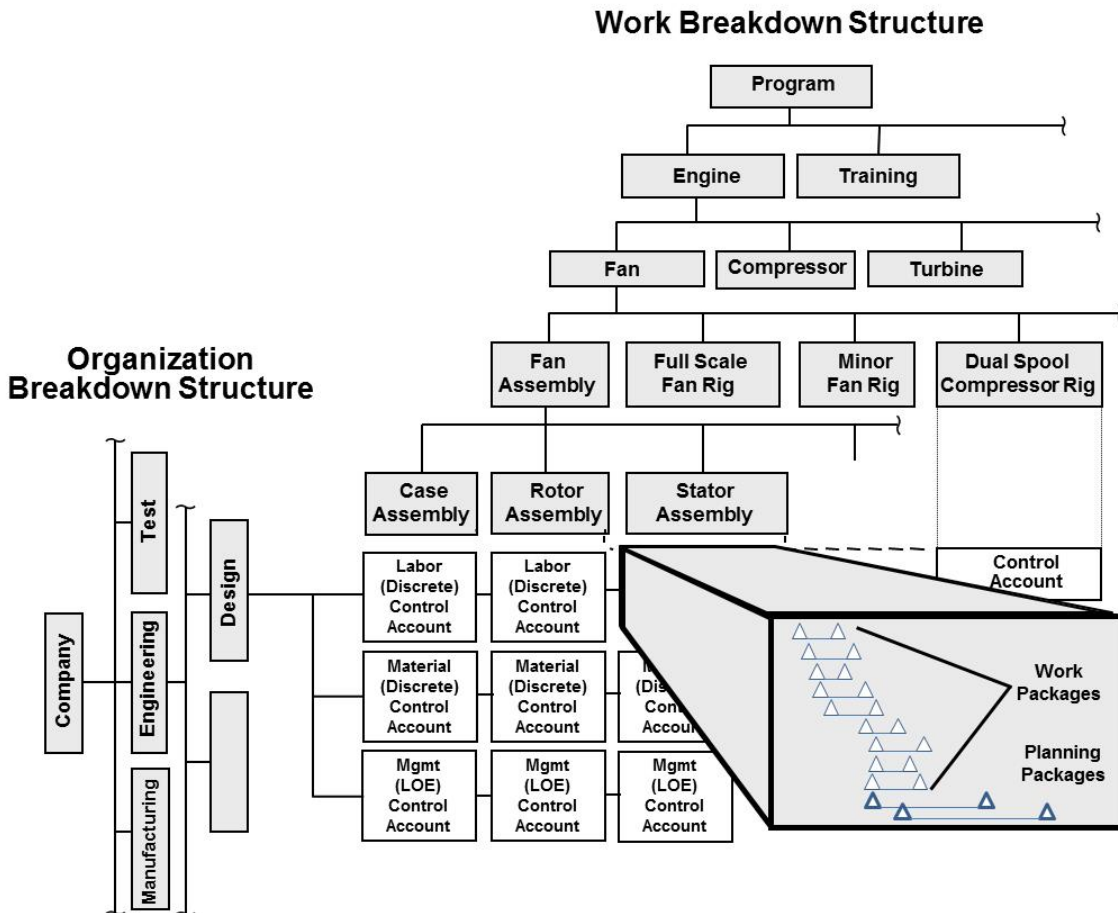 Work Breakdown Structure
Program
Engine
Training
Fan
Compressor
Turbine
Organization
Breakdown Structure
Fan
Assembly
Full Scale
Fan Rig
Minor
Fan Rig
Dual Spool
Compressor Rig
Case
Assembly
Rotor
Assembly
Stator
Assembly
Company
Test
Engineering
Manufacturing
Design
Labor
(Discrete)
Control
Account
Labor
(Discrete)
Control
Account
Control
Account
Material
(Discrete)
Control
Account
Material
(Discrete)
Control
Account
Mgmt
(LOE)
Control
Account
Mgmt
(LOE)
Control
Account
Mgmt
(LOE)
Control
Account
Work
Packages
Planning
Packages